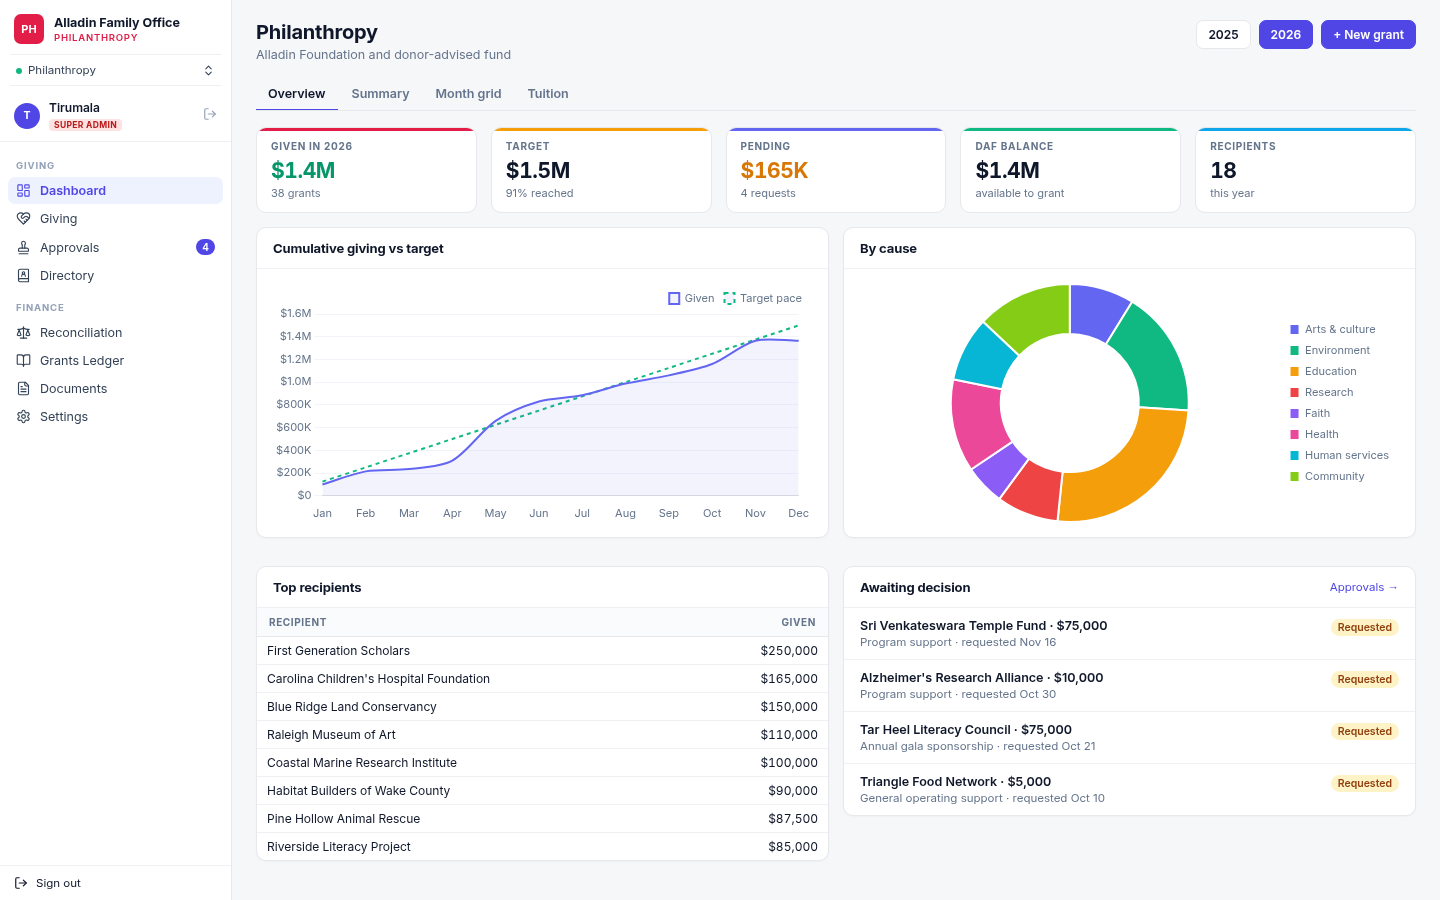 PH
Alladin Family Office
PHILANTHROPY
Philanthropy
T
Tirumala
SUPER ADMIN
GIVING
Dashboard
Giving
Approvals 4
Directory
FINANCE
Reconciliation
Grants Ledger
Documents
Settings
Sign out
Philanthropy
Alladin Foundation and donor-advised fund
2025 2026 + New grant
Overview Summary Month grid Tuition
GIVEN IN 2026
$1.4M
38 grants
TARGET
$1.5M
91% reached
PENDING
$165K
4 requests
DAF BALANCE
$1.4M
available to grant
RECIPIENTS
18
this year
Cumulative giving vs target
Given Target pace
$1.6M
$1.4M
$1.2M
$1.0M
$800K
$600K
$400K
$200K
$0
Jan Feb Mar Apr May Jun Jul Aug Sep Oct Nov Dec
By cause
Arts & culture
Environment
Education
Research
Faith
Health
Human services
Community
Top recipients
RECIPIENT GIVEN
First Generation Scholars $250,000
Carolina Children's Hospital Foundation $165,000
Blue Ridge Land Conservancy $150,000
Raleigh Museum of Art $110,000
Coastal Marine Research Institute $100,000
Habitat Builders of Wake County $90,000
Pine Hollow Animal Rescue $87,500
Riverside Literacy Project $85,000
Awaiting decision Approvals →
Sri Venkateswara Temple Fund · $75,000 Requested
Program support · requested Nov 16
Alzheimer's Research Alliance · $10,000 Requested
Program support · requested Oct 30
Tar Heel Literacy Council · $75,000 Requested
Annual gala sponsorship · requested Oct 21
Triangle Food Network · $5,000 Requested
General operating support · requested Oct 10